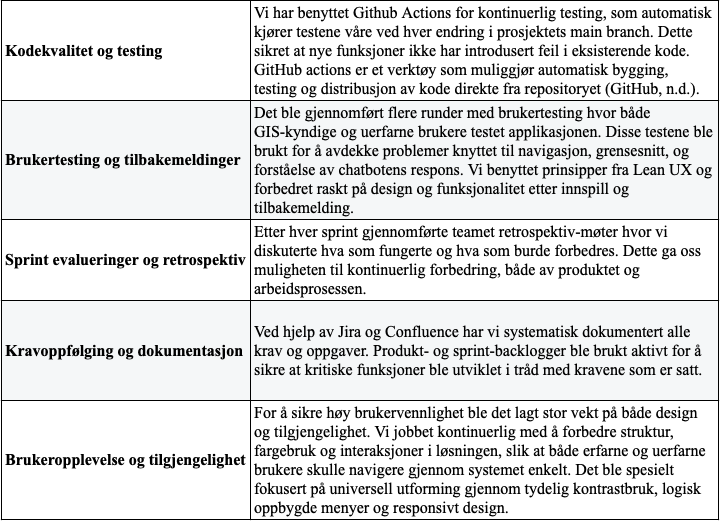 Kodekvalitet og testing
Vi har benyttet Github Actions for kontinuerlig testing, som automatisk
kjører testene våre ved hver endring i prosjektets main branch. Dette
sikret at nye funksjoner ikke har introdusert feil i eksisterende kode.
GitHub actions er et verktøy som muliggjør automatisk bygging,
testing og distribusjon av kode direkte fra repositoryet (GitHub, n.d.).
Brukertesting og tilbakemeldinger
Det ble gjennomført flere runder med brukertesting hvor både
GIS-kyndige og uerfarne brukere testet applikasjonen. Disse testene ble
brukt for å avdekke problemer knyttet til navigasjon, grensesnitt, og
forståelse av chatbotens respons. Vi benyttet prinsipper fra Lean UX og
forbedret raskt på design og funksjonalitet etter innspill og
tilbakemelding.
Sprint evalueringer og retrospektiv
Etter hver sprint gjennomførte teamet retrospektiv-møter hvor vi
diskuterte hva som fungerte og hva som burde forbedres. Dette ga oss
muligheten til kontinuerlig forbedring, både av produktet og
arbeidsprosessen.
Kravoppfølging og dokumentasjon
Ved hjelp av Jira og Confluence har vi systematisk dokumentert alle
krav og oppgaver. Produkt- og sprint-backlogger ble brukt aktivt for å
sikre at kritiske funksjoner ble utviklet i tråd med kravene som er satt.
Brukeropplevelse og tilgjengelighet
For å sikre høy brukervennlighet ble det lagt stor vekt på både design
og tilgjengelighet. Vi jobbet kontinuerlig med å forbedre struktur,
fargebruk og interaksjoner i løsningen, slik at både erfarne og uerfarne
brukere skulle navigere gjennom systemet enkelt. Det ble spesielt
fokusert på universell utforming gjennom tydelig kontrastbruk, logisk
oppbygde menyer og responsivt design.